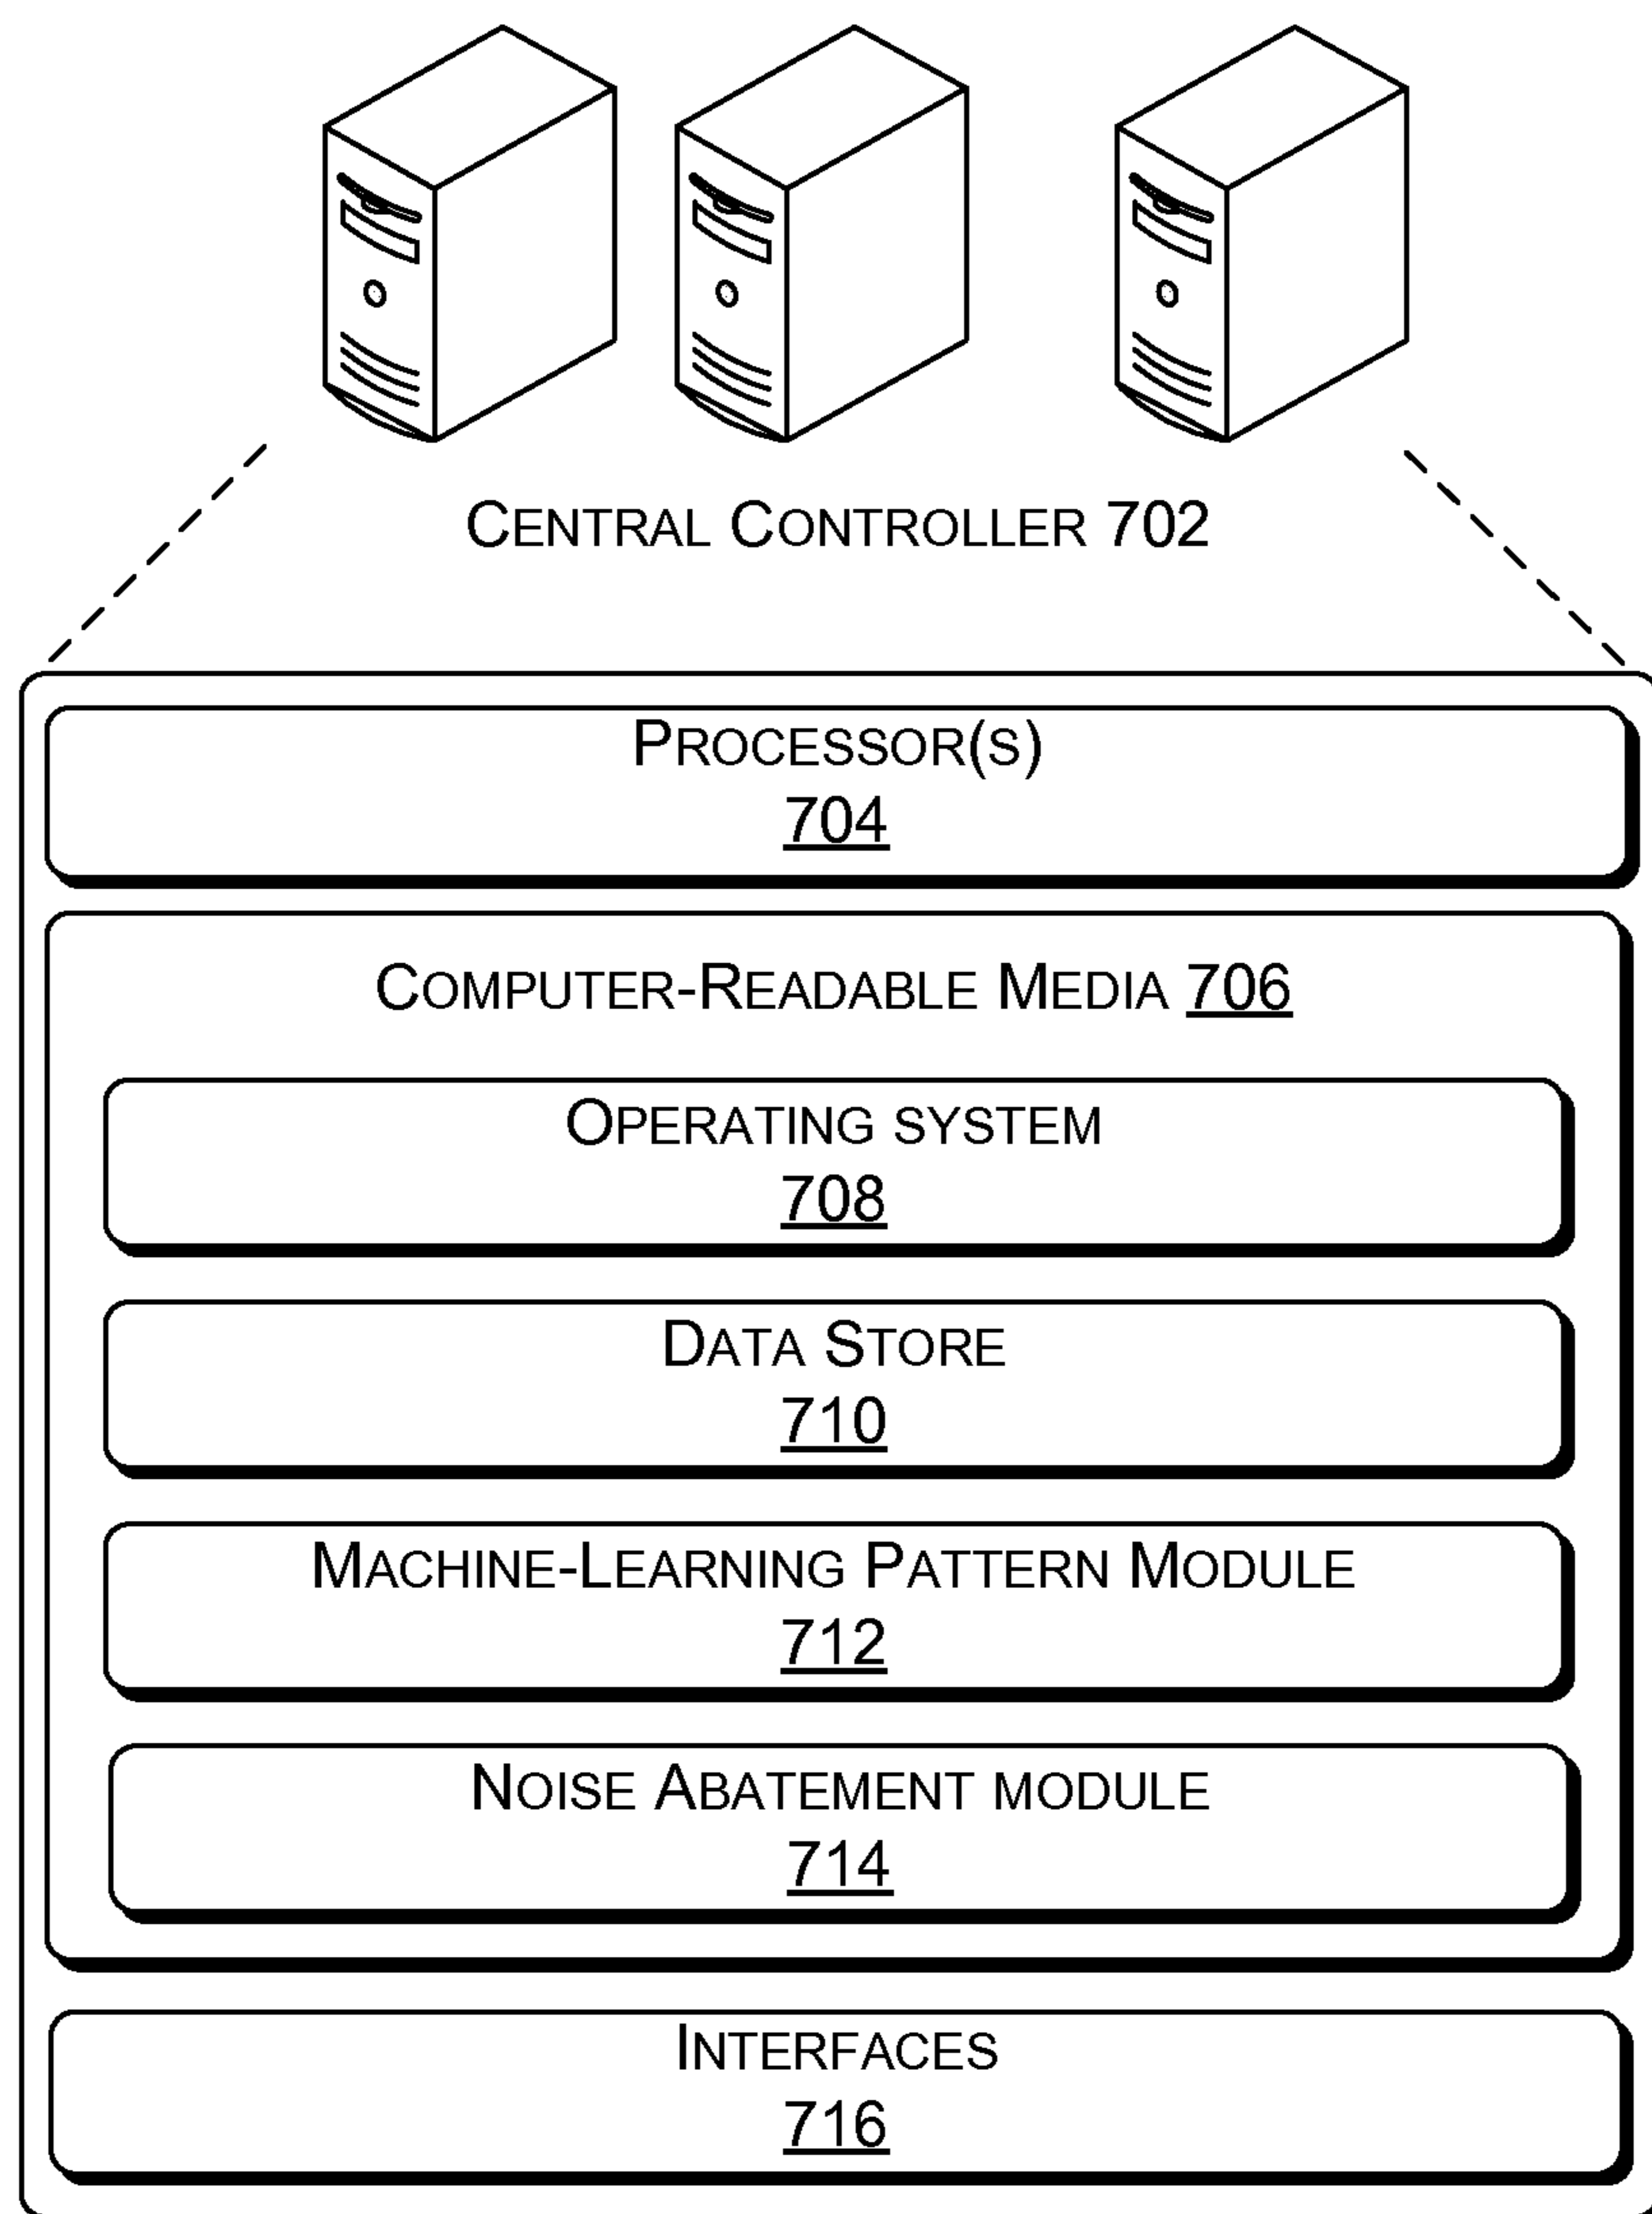 CENTRAL CONTROLLER 702
PROCESSOR(S)
704
COMPUTER-READABLE MEDIA 706
OPERATING SYSTEM
708
DATA STORE
710
MACHINE-LEARNING PATTERN MODULE
712
NOISE ABATEMENT MODULE
714
INTERFACES
716